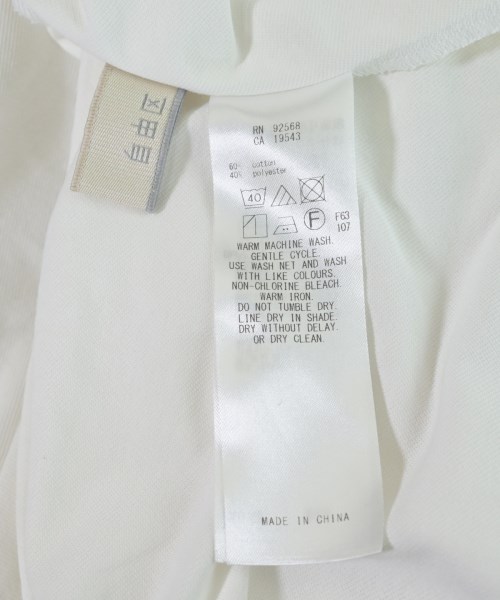 RN 92568
CA 19543
60% cotton
40% polyester
40
F
F63
107
WARM MACHINE WASH.
GENTLE CYCLE.
USE WASH NET AND WASH
WITH LIKE COLOURS.
NON-CHLORINE BLEACH.
WARM IRON.
DO NOT TUMBLE DRY.
LINE DRY IN SHADE.
DRY WITHOUT DELAY.
OR DRY CLEAN.
MADE IN CHINA